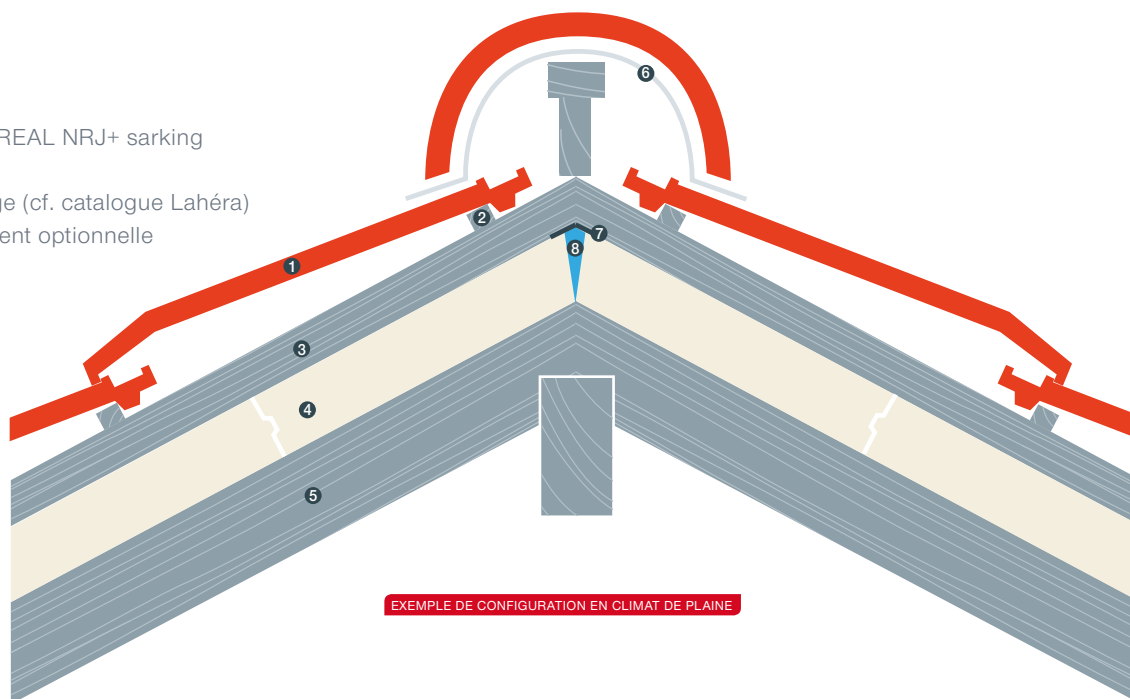 REAL NRJ+ sarking
ge (cf. catalogue Lahéra)
ent optionnelle
6
2
7
8
1
3
4
5
EXEMPLE DE CONFIGURATION EN CLIMAT DE PLAINE